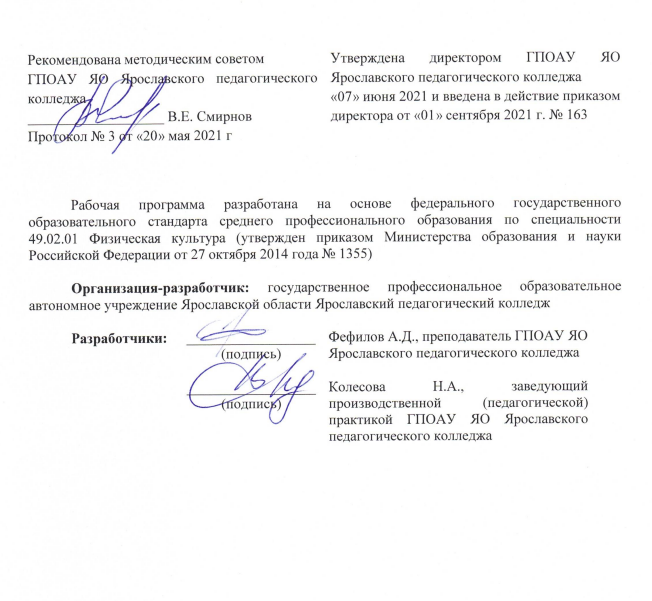 Рекомендована методическим советом
ГПОАУ ЯО Ярославского педагогического
колледжа
В.Е. Смирнов
Протокол № 3 от «20» мая 2021 г
Утверждена директором ГПОАУ ЯО
Ярославского педагогического колледжа
«07» июня 2021 и введена в действие приказом
директора от «01» сентября 2021 г. № 163
Рабочая программа разработана на основе федерального государственного
образовательного стандарта среднего профессионального образования по специальности
49.02.01 Физическая культура (утвержден приказом Министерства образования и науки
Российской Федерации от 27 октября 2014 года № 1355)
Организация-разработчик: государственное профессиональное образовательное
автономное учреждение Ярославской области Ярославский педагогический колледж
Разработчики:
(подпись)
Фефилов А.Д., преподаватель ГПОАУ ЯО
Ярославского педагогического колледжа
(подпись)
Колесова Н.А., заведующий
производственной (педагогической)
практикой ГПОАУ ЯО Ярославского
педагогического колледжа